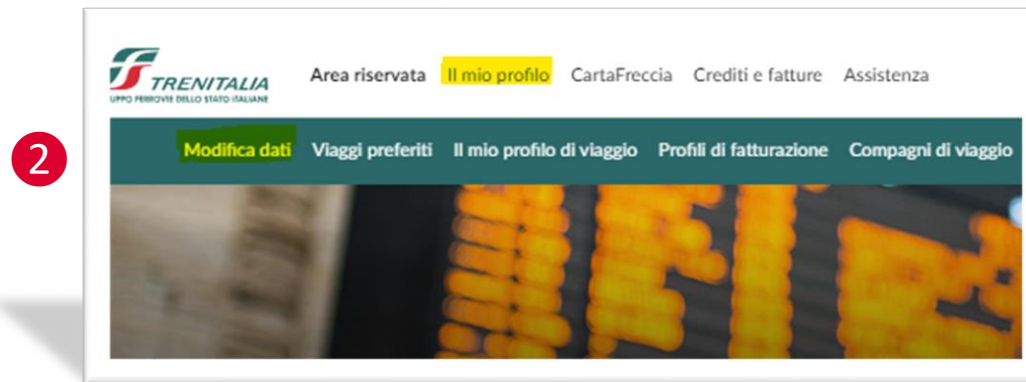 TRENITALIA
UPPO FERROVIE DELLO STATO ITALIANE
Area riservata Il mio profilo CartaFreccia Crediti e fatture Assistenza
2
Modifica dati Viaggi preferiti Il mio profilo di viaggio Profili di fatturazione Compagni di viaggio